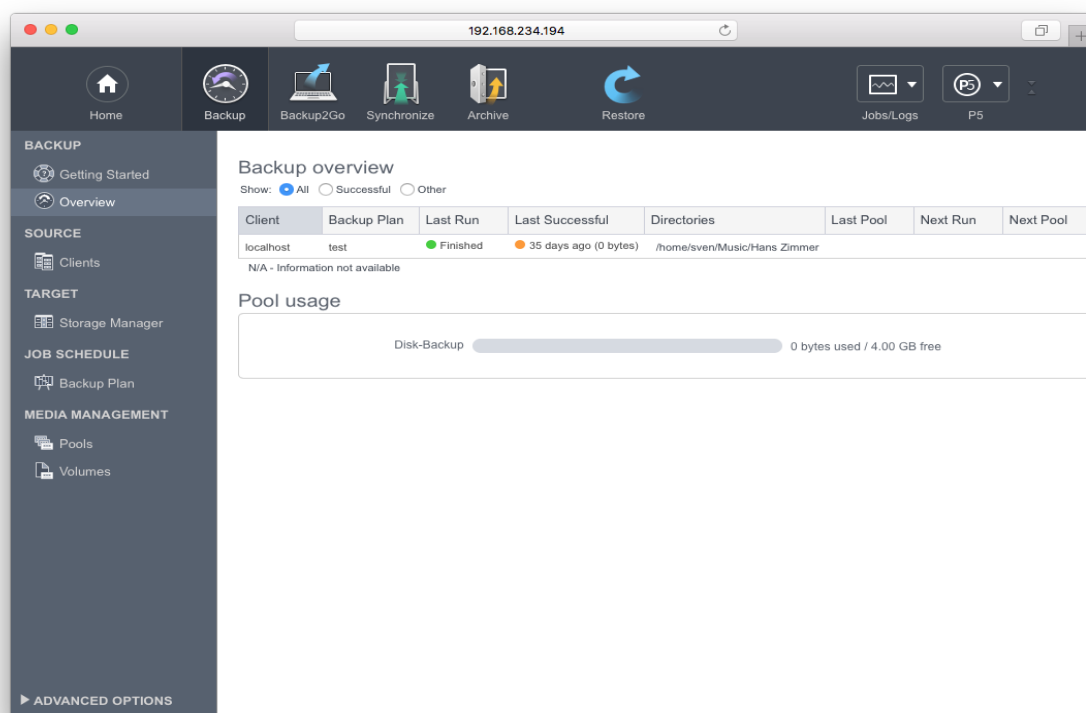 192.168.234.194
Home
Backup
Backup2Go
Synchronize
Archive
Restore
Jobs/Logs
P5
P5
BACKUP
Getting Started
Overview
SOURCE
Clients
TARGET
Storage Manager
JOB SCHEDULE
Backup Plan
MEDIA MANAGEMENT
Pools
Volumes
ADVANCED OPTIONS
Backup overview
Show: All Successful Other
Client Backup Plan Last Run Last Successful Directories Last Pool Next Run Next Pool
localhost test Finished 35 days ago (0 bytes) /home/sven/Music/Hans Zimmer
N/A - Information not available
Pool usage
Disk-Backup 0 bytes used / 4.00 GB free